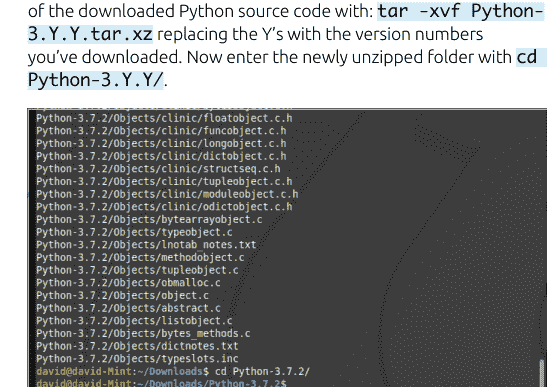 of the downloaded Python source code with: tar -xvf Python-
3.Y.Y.tar.xz replacing the Y’s with the version numbers
you’ve downloaded. Now enter the newly unzipped folder with cd
Python-3.Y.Y/.
Python-3.7.2/Objects/clinic/floatobject.c.h
Python-3.7.2/Objects/clinic/funcobject.c.h
Python-3.7.2/Objects/clinic/longobject.c.h
Python-3.7.2/Objects/clinic/dictobject.c.h
Python-3.7.2/Objects/clinic/structseq.c.h
Python-3.7.2/Objects/clinic/tupleobject.c.h
Python-3.7.2/Objects/clinic/moduleobject.c.h
Python-3.7.2/Objects/clinic/odictobject.c.h
Python-3.7.2/Objects/bytearrayobject.c
Python-3.7.2/Objects/typeobject.c
Python-3.7.2/Objects/lnotab_notes.txt
Python-3.7.2/Objects/methodobject.c
Python-3.7.2/Objects/tupleobject.c
Python-3.7.2/Objects/obmalloc.c
Python-3.7.2/Objects/object.c
Python-3.7.2/Objects/abstract.c
Python-3.7.2/Objects/listobject.c
Python-3.7.2/Objects/bytes_methods.c
Python-3.7.2/Objects/dictnotes.txt
Python-3.7.2/Objects/typeslots.inc
david@david-Mint:~/Downloads$ cd Python-3.7.2/
david@david-Mint:~/Downloads/Python-3.7.2$